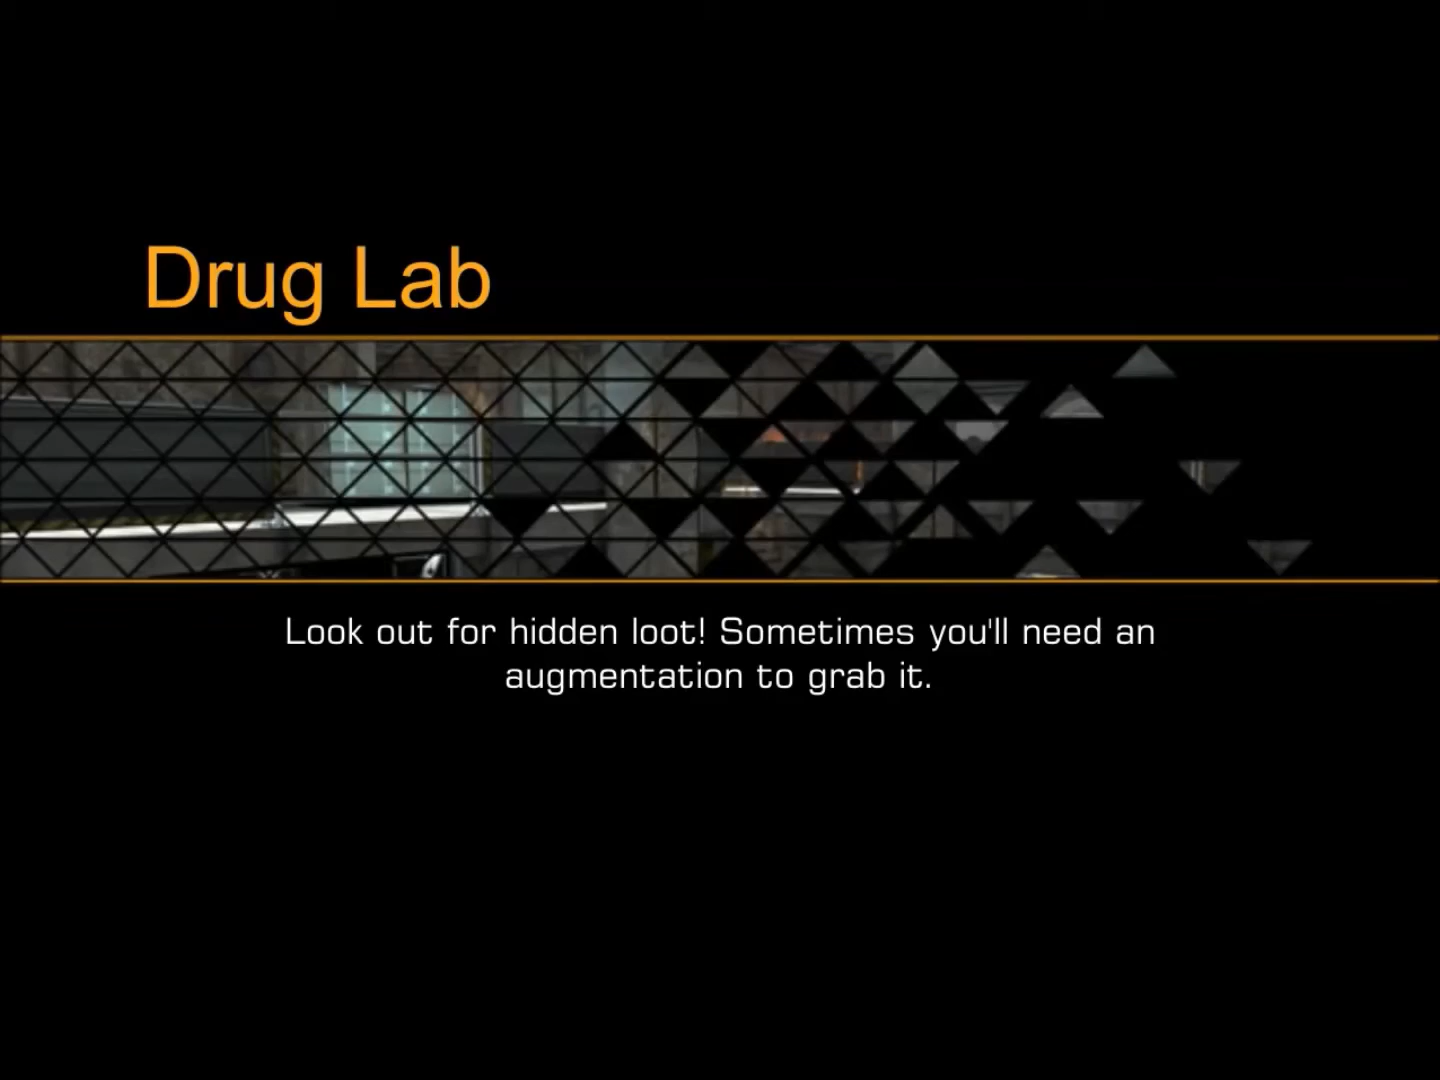 Drug Lab
Look out for hidden loot! Sometimes you'll need an
augmentation to grab it.